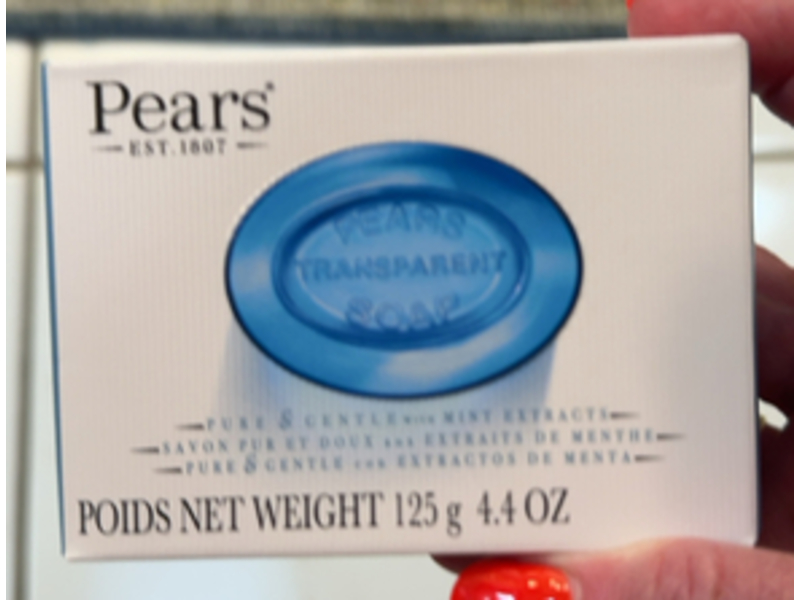 Pears
EST. 1807
PEARS
TRANSPARENT
SOAP
PURE & GENTLE WITH MINT EXTRACTS
SAVON PUR ET DOUX AUX EXTRAITS DE MENTHE
PURE & GENTLE CON EXTRACTOS DE MENTA
POIDS NET WEIGHT 125 g 4.4 OZ